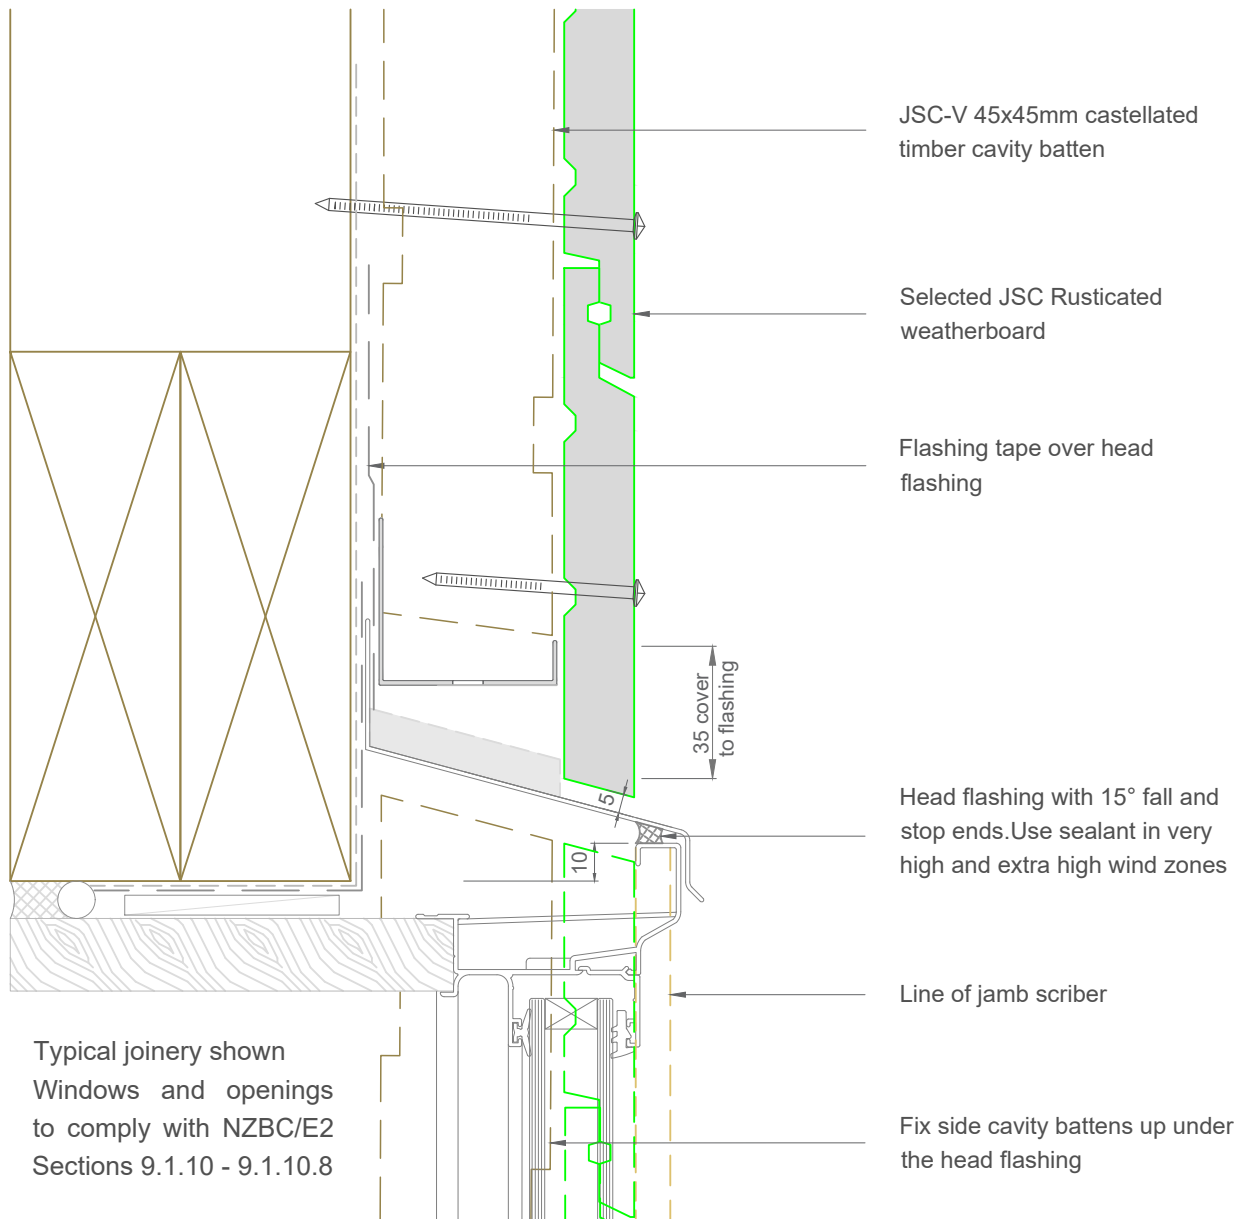 JSC-V 45x45mm castellated
timber cavity batten
Selected JSC Rusticated
weatherboard
Flashing tape over head
flashing
35 cover
to flashing
5
10
Head flashing with 15° fall and
stop ends.Use sealant in very
high and extra high wind zones
Line of jamb scriber
Typical joinery shown
Windows and openings
to comply with NZBC/E2
Sections 9.1.10 - 9.1.10.8
Fix side cavity battens up under
the head flashing